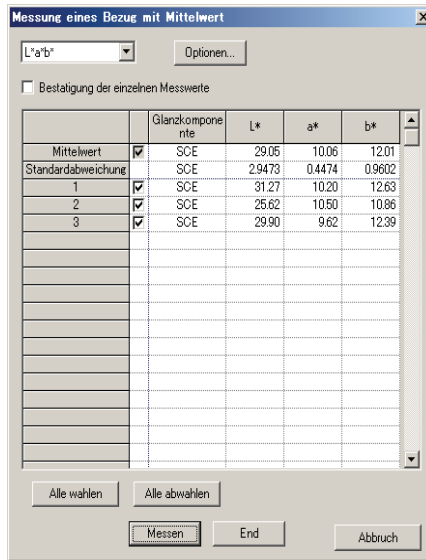 Messung eines Bezug mit Mittelwert
L*a*b*
Optionen...
Bestatigung der einzelnen Messwerte
Glanzkompone
nte L* a* b*
Mittelwert SCE 29.05 10.06 12.01
Standardabweichung SCE 2.9473 0.4474 0.9602
1 SCE 31.27 10.20 12.63
2 SCE 25.62 10.50 10.86
3 SCE 29.90 9.62 12.39
Alle wahlen Alle abwahlen
Messen End Abbruch